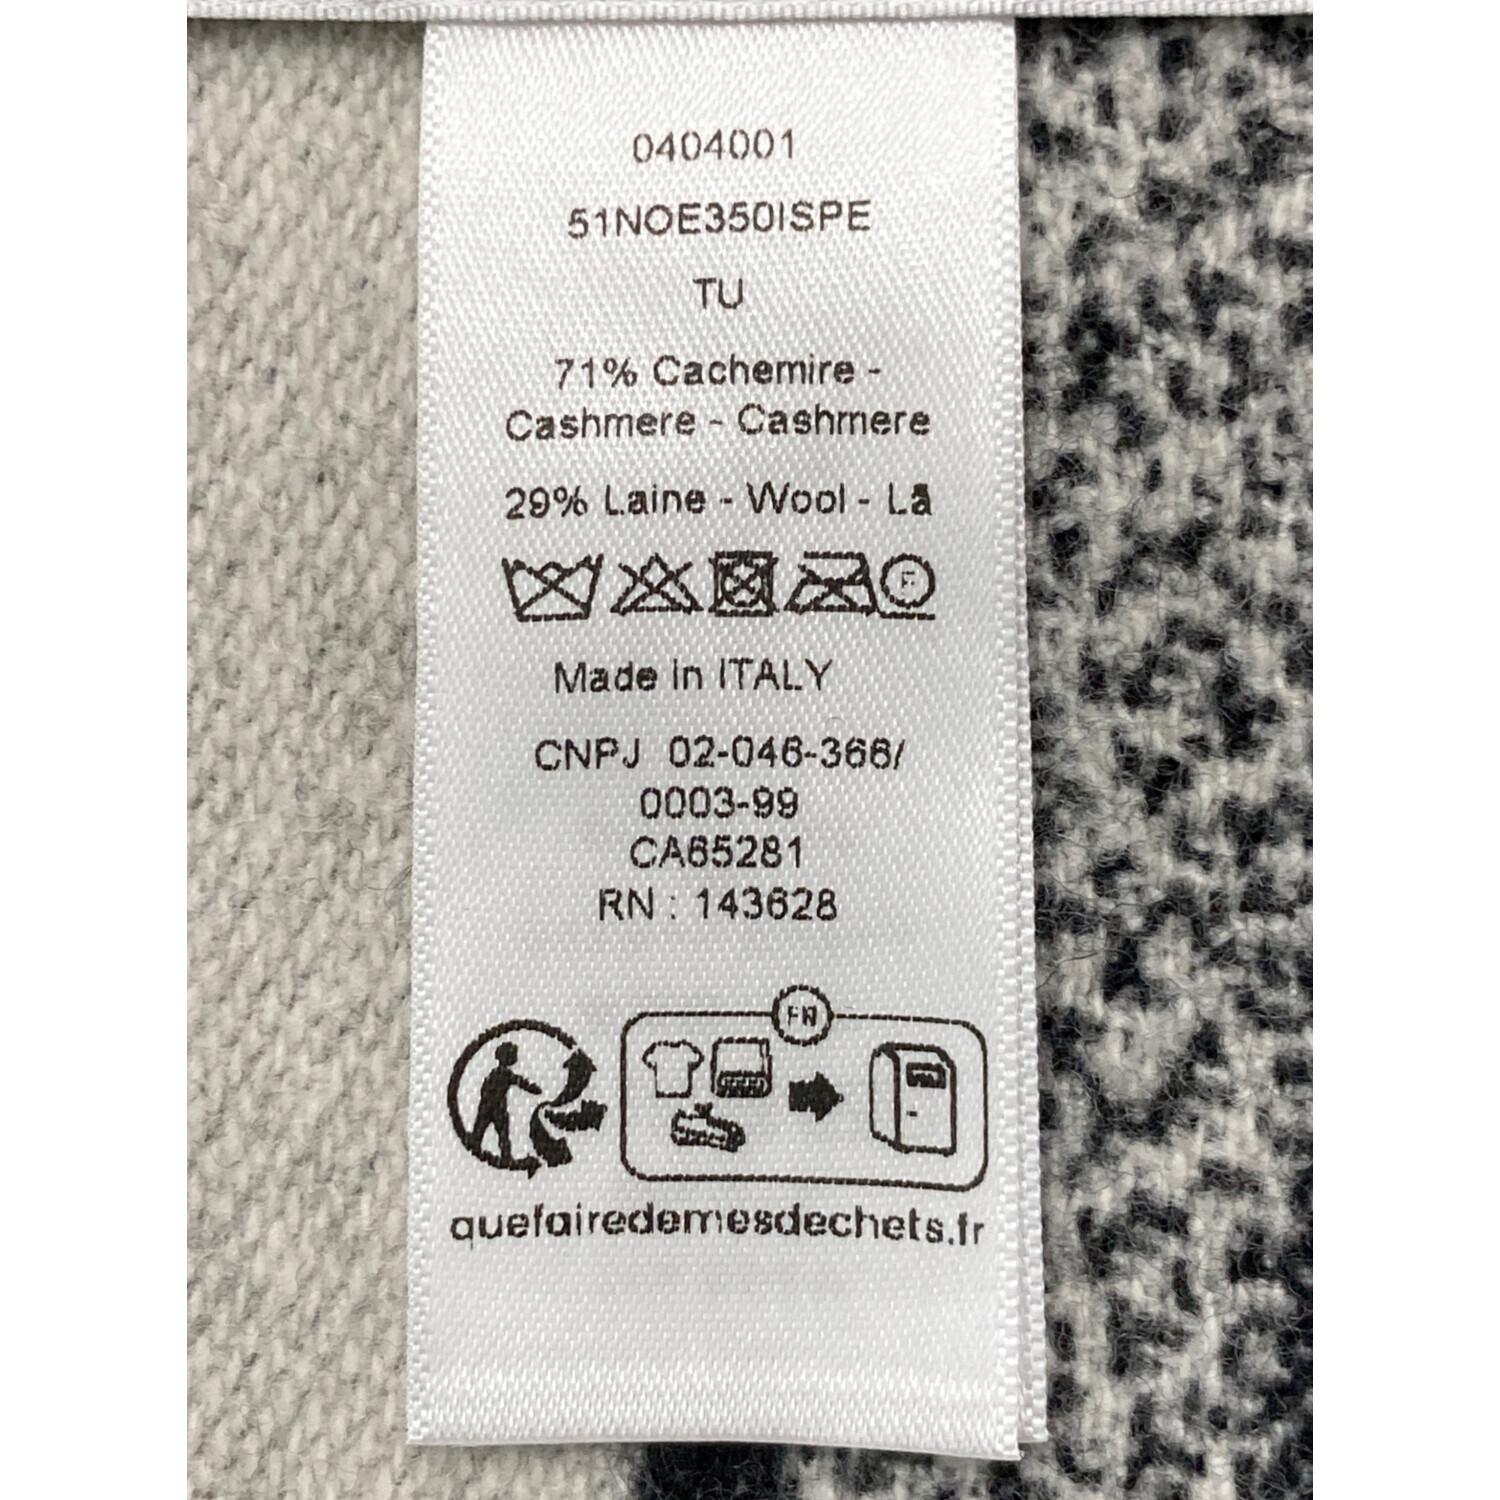 0404001
51NOE350ISPE
TU
71% Cachemire -
Cashmere - Cashmere
29% Laine - Wool - Lã
F
Made in ITALY
CNPJ 02-046-366/
0003-99
CA65281
RN : 143628
FR
quefairedemesdechets.fr